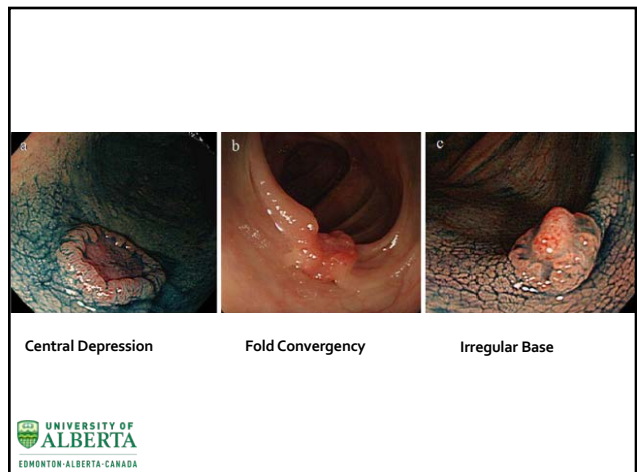 a
b
c
Central Depression
Fold Convergency
Irregular Base
UNIVERSITY OF
ALBERTA
EDMONTON·ALBERTA·CANADA